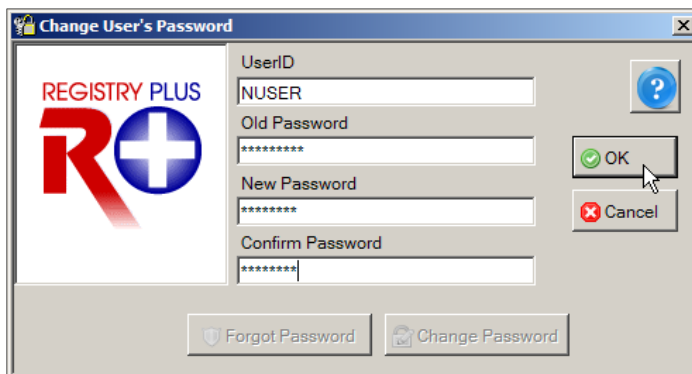 Change User's Password
REGISTRY PLUS
R
UserID
NUSER
Old Password
*********
New Password
********
Confirm Password
********
?
OK
Cancel
Forgot Password
Change Password